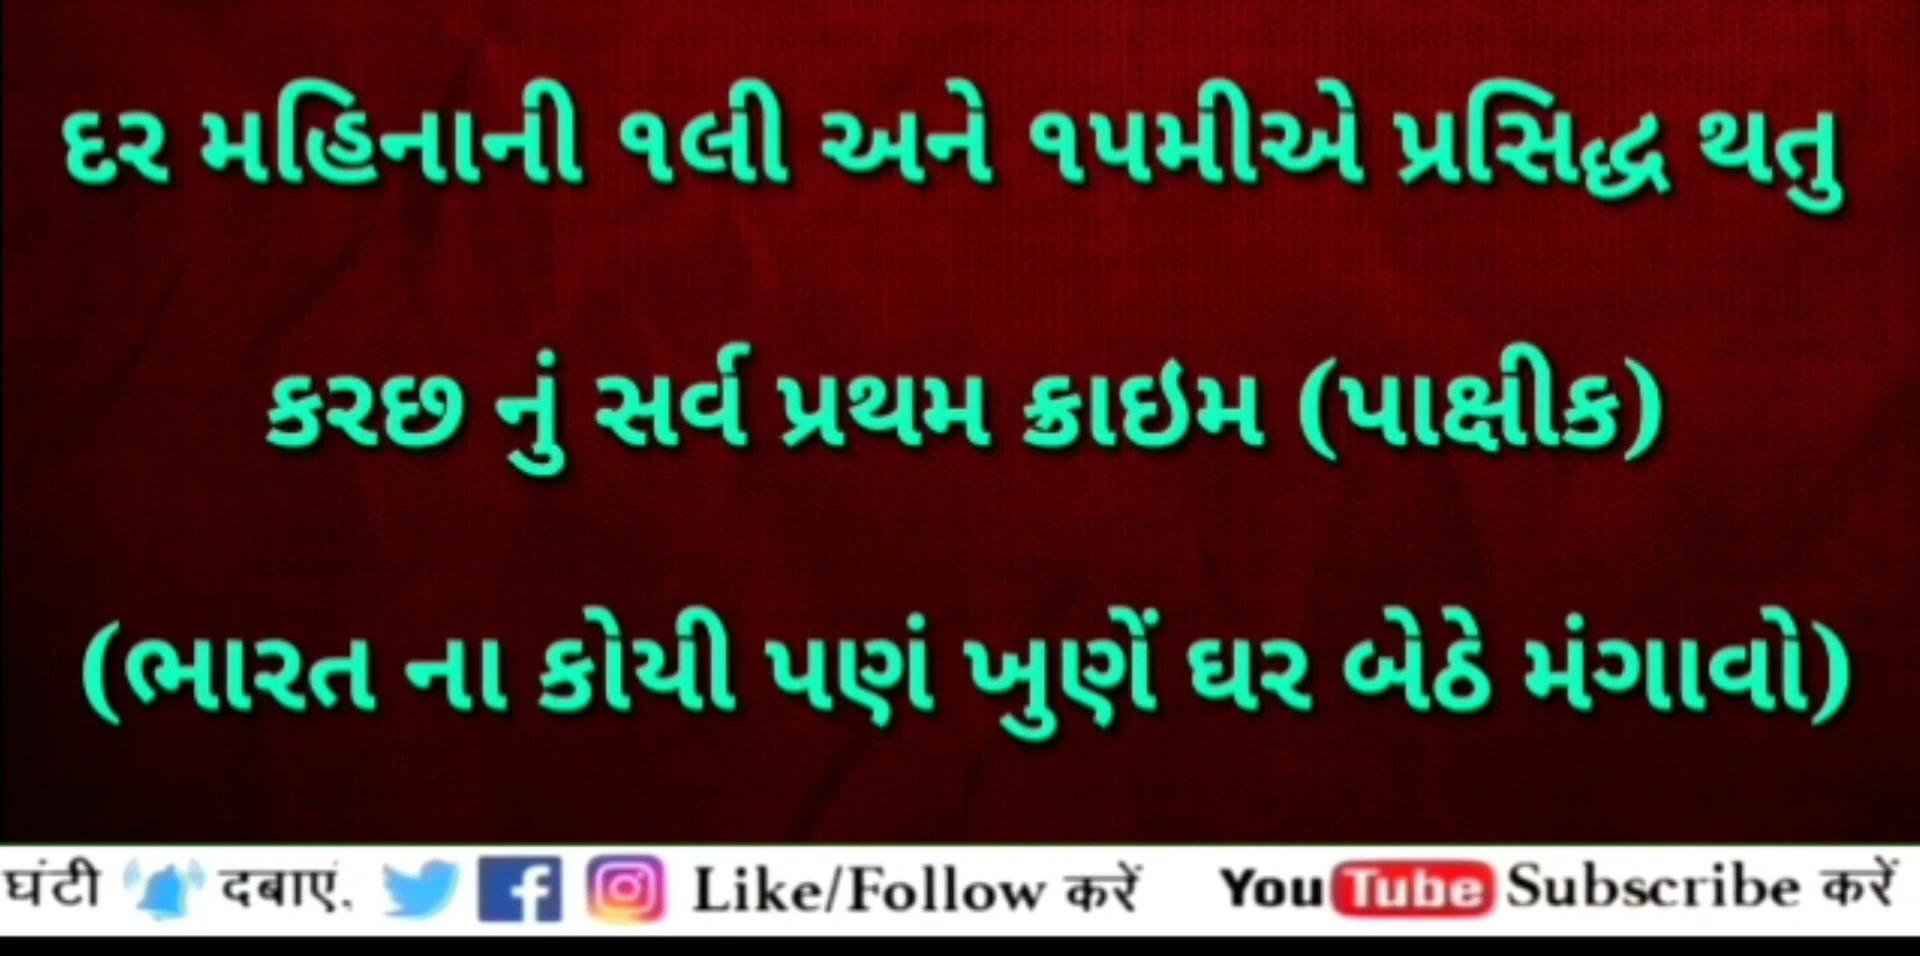 દર મહિનાની ૧લી અને ૧૫મીએ પ્રસિદ્ધ થતુ
કરછ નું સર્વ પ્રથમ ક્રાઇમ (પાક્ષીક)
(ભારત ના કોયી પણં ખુણેં ઘર બેઠે મંગાવો)
घंटी दबाएं. Like/Follow करें YouTube Subscribe करें